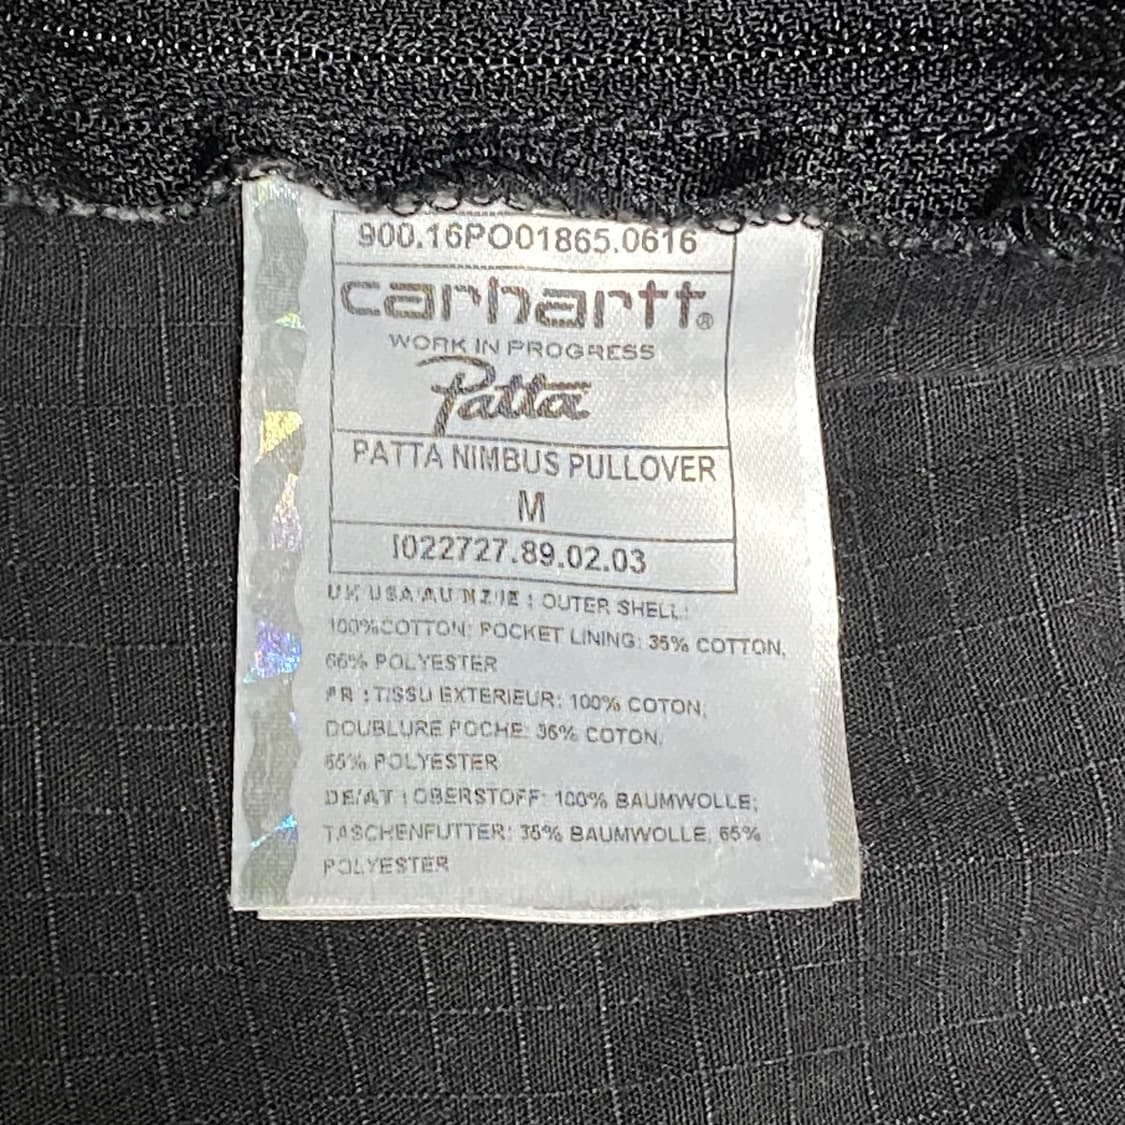 900.16PO01865.0616
carhartt®
WORK IN PROGRESS
Patta
PATTA NIMBUS PULLOVER
M
I022727.89.02.03
UK/USA/AU/NZ/IE : OUTER SHELL:
100%COTTON; POCKET LINING: 35% COTTON,
65% POLYESTER
FR : TISSU EXTERIEUR: 100% COTON;
DOUBLURE POCHE: 35% COTON,
65% POLYESTER
DE/AT : OBERSTOFF: 100% BAUMWOLLE;
TASCHENFUTTER: 35% BAUMWOLLE, 65%
POLYESTER